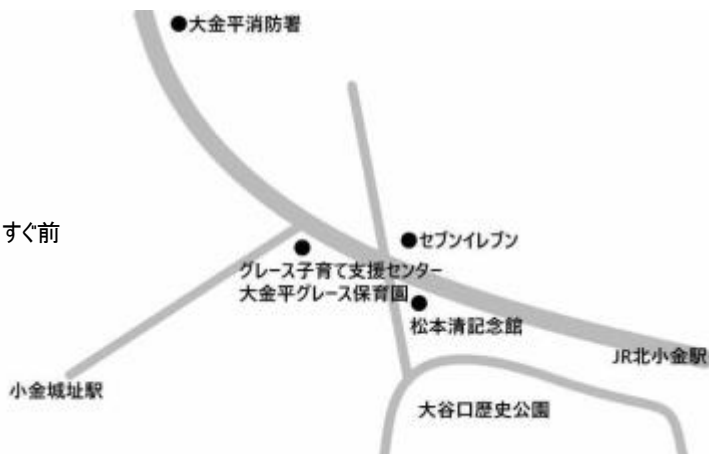 ●大金平消防署
すぐ前
●セブンイレブン
グレース子育て支援センター
大金平グレース保育園
松本清記念館
JR北小金駅
小金城址駅
大谷口歴史公園